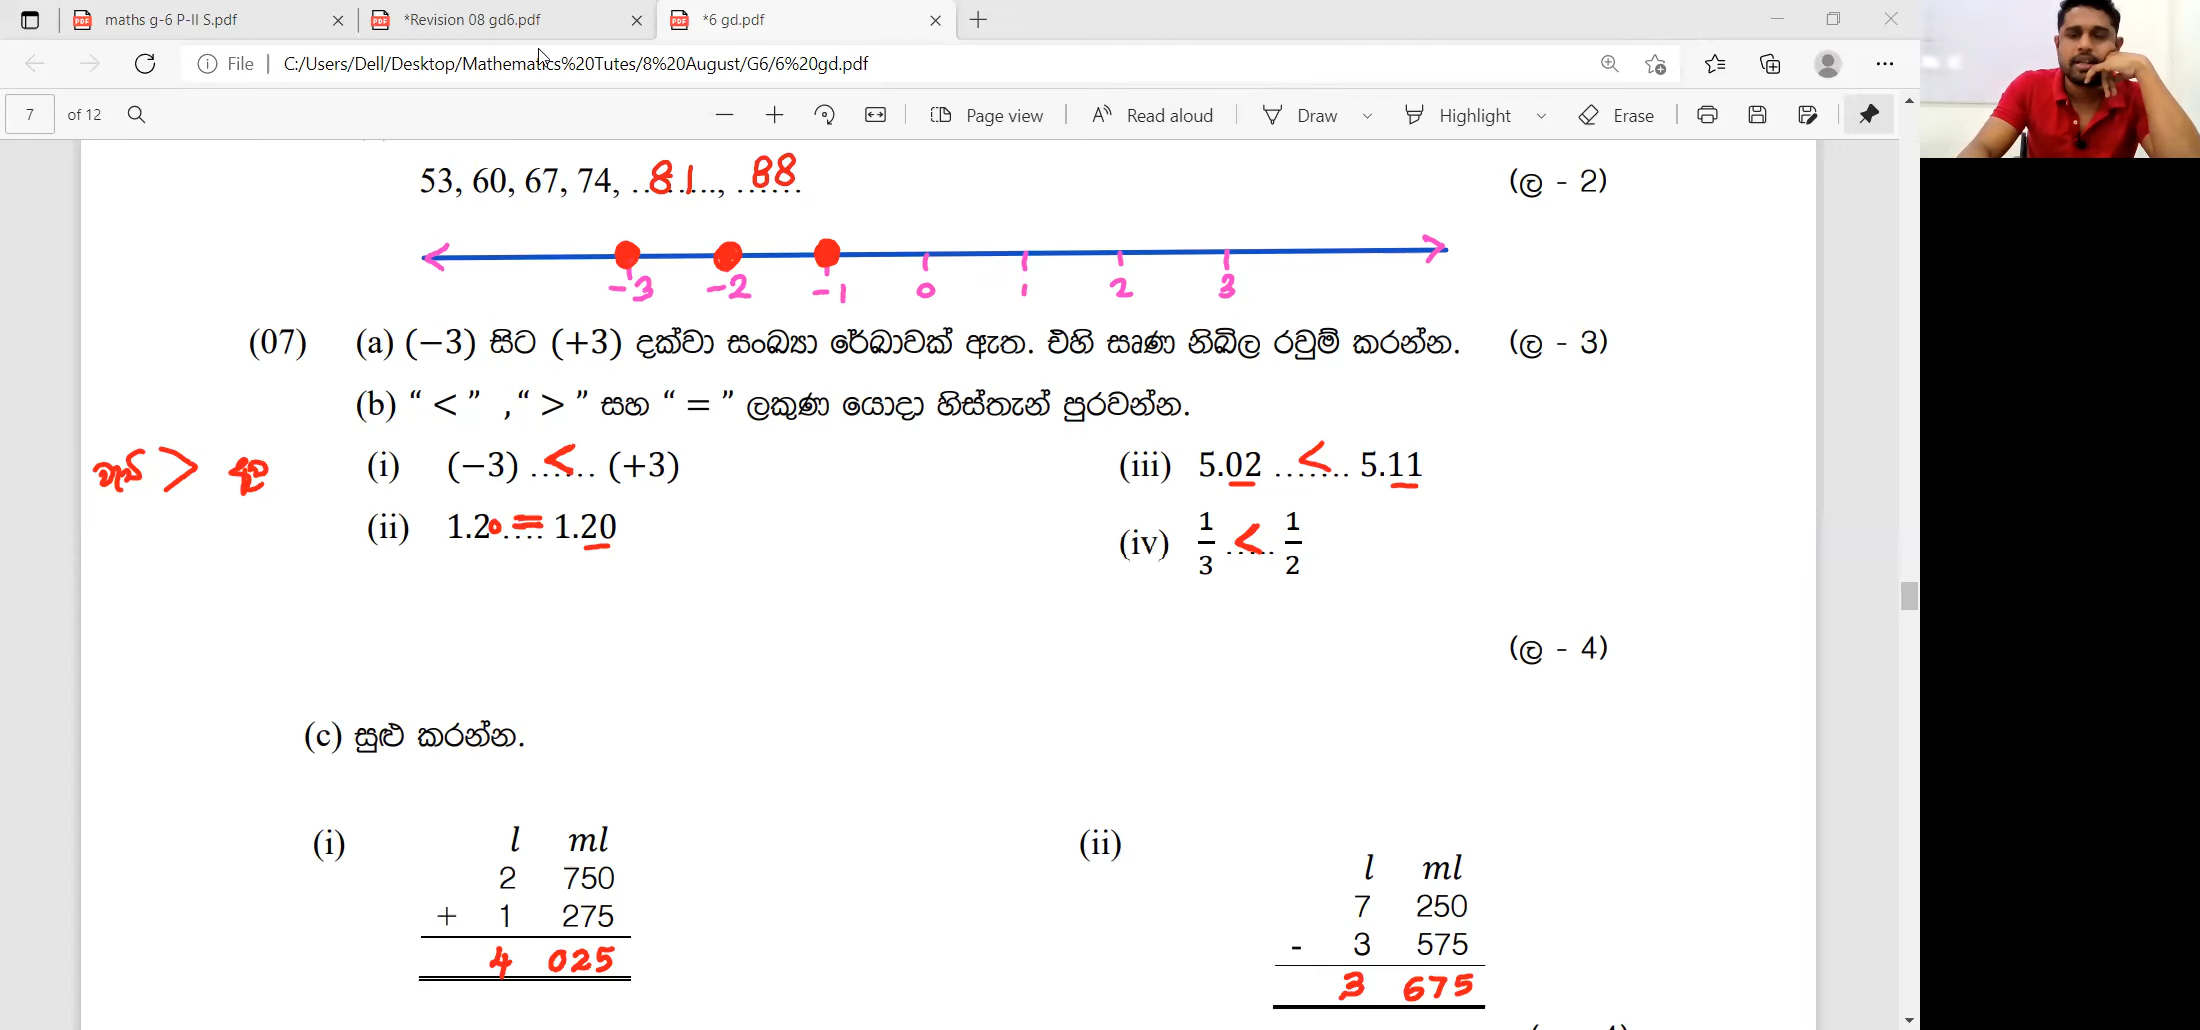 maths g-6 P-II S.pdf
*Revision 08 gd6.pdf
*6 gd.pdf
File
C:/Users/Dell/Desktop/Mathematics%20Tutes/8%20August/G6/6%20gd.pdf
7 of 12
Page view
Read aloud
Draw
Highlight
Erase
53, 60, 67, 74, ...81..., ...88... (ල - 2)
-3 -2 -1 0 1 2 3
(07) (a) (−3) සිට (+3) දක්වා සංඛ්‍යා රේඛාවක් ඇත. එහි සෘණ නිඛිල රවුම් කරන්න. (ල - 3)
(b) “ < ” , “ > ” සහ “ = ” ලකුණ යොදා හිස්තැන් පුරවන්න.
(i) (−3) ...<... (+3) (iii) 5.02 ...<... 5.11
(ii) 1.20 = 1.20 (iv) 1/3 ...<... 1/2
(ල - 4)
(c) සුළු කරන්න.
(i) (ii)
l ml
2 750
+ 1 275
4 025
l ml
7 250
- 3 575
3 675